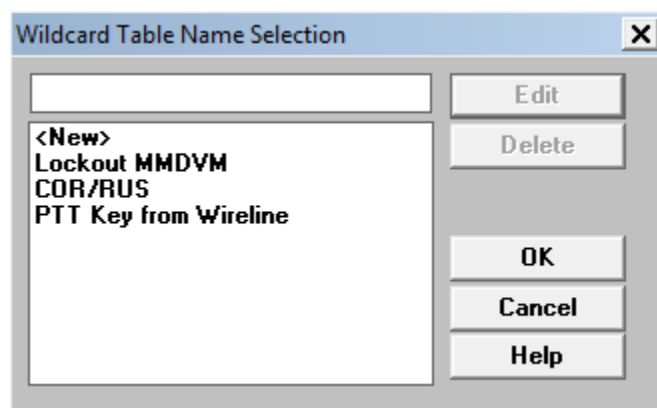 Wildcard Table Name Selection
Edit
<New>
Lockout MMDVM
COR/RUS
PTT Key from Wireline
Delete
OK
Cancel
Help